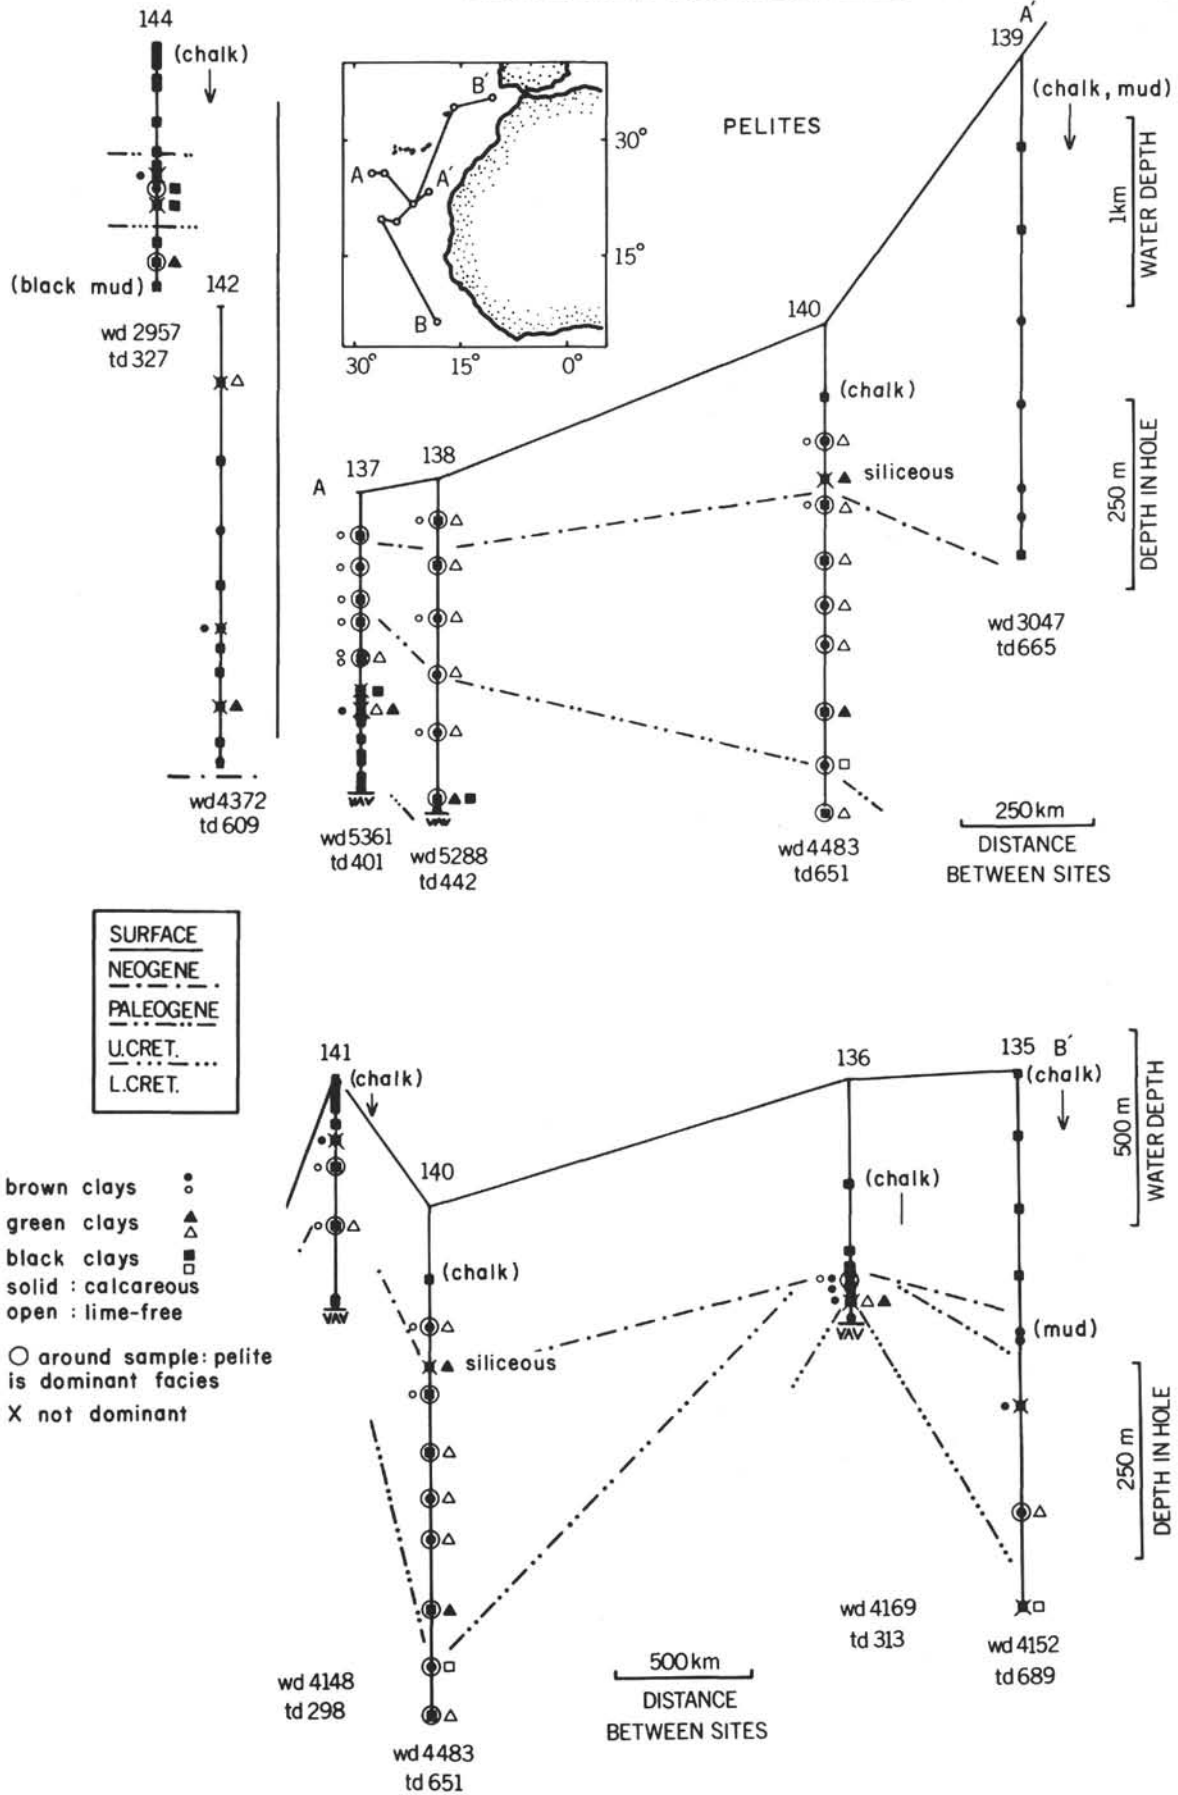 144
(chalk)
A′
139
(chalk, mud)
B′
PELITES
30°
A
A′
1km
WATER DEPTH
15°
(black mud)
142
B
140
wd 2957
td 327
30°
15°
0°
(chalk)
138
A
137
siliceous
250 m
DEPTH IN HOLE
wd 3047
td 665
wd 4372
td 609
wd 5361
td 401
wd 5288
td 442
wd 4483
td 651
250 km
DISTANCE
BETWEEN SITES
SURFACE
NEOGENE
PALEOGENE
U.CRET.
L.CRET.
141
(chalk)
136
135 B′
(chalk)
500 m
WATER DEPTH
140
(chalk)
brown clays
green clays
black clays
solid : calcareous
open : lime-free
(chalk)
(mud)
around sample: pelite
is dominant facies
siliceous
X not dominant
250 m
DEPTH IN HOLE
wd 4169
td 313
wd 4152
td 689
wd 4148
td 298
500 km
DISTANCE
BETWEEN SITES
wd 4483
td 651